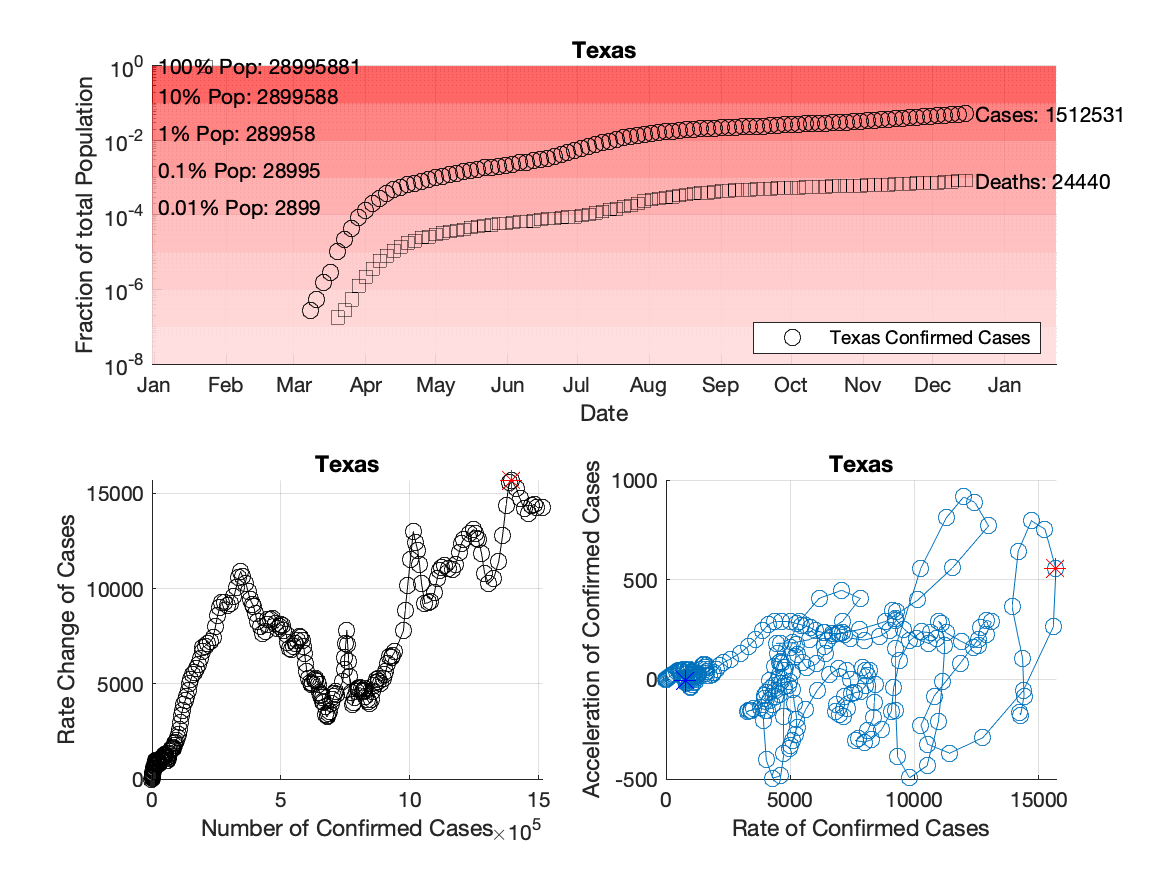 Texas
Fraction of total Population
10^0
10^-2
10^-4
10^-6
10^-8
100% Pop: 28995881
10% Pop: 2899588
1% Pop: 289958
0.1% Pop: 28995
0.01% Pop: 2899
Cases: 1512531
Deaths: 24440
Texas Confirmed Cases
Jan Feb Mar Apr May Jun Jul Aug Sep Oct Nov Dec Jan
Date
Texas
Rate Change of Cases
15000
10000
5000
0
0 5 10 15
Number of Confirmed Cases ×10^5
Texas
Acceleration of Confirmed Cases
1000
500
0
-500
0 5000 10000 15000
Rate of Confirmed Cases